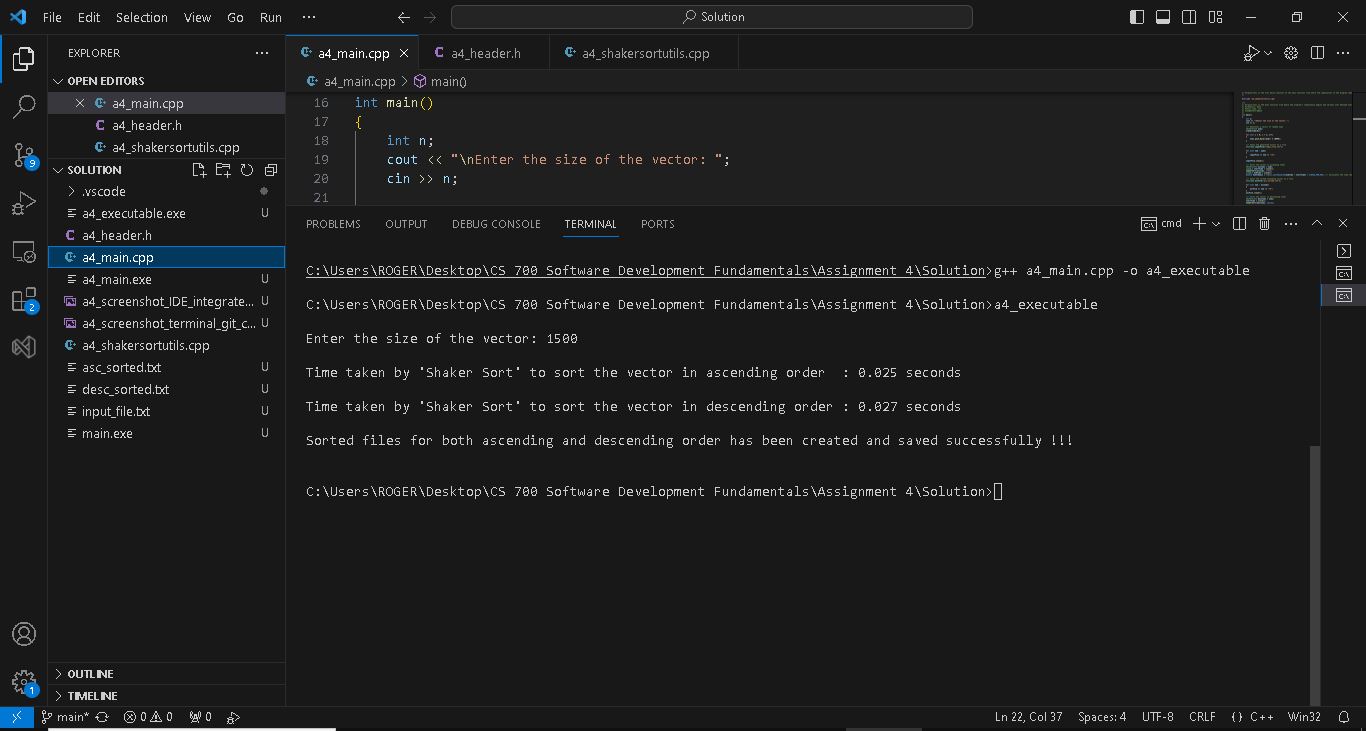 File Edit Selection View Go Run ··· Solution
EXPLORER ···
OPEN EDITORS
a4_main.cpp
a4_header.h
a4_shakersortutils.cpp
SOLUTION
.vscode
a4_executable.exe U
a4_header.h
a4_main.cpp
a4_main.exe U
a4_screenshot_IDE_integrate... U
a4_screenshot_terminal_git_c... U
a4_shakersortutils.cpp
asc_sorted.txt U
desc_sorted.txt U
input_file.txt U
main.exe U
OUTLINE
TIMELINE
9
2
1
a4_main.cpp a4_header.h a4_shakersortutils.cpp
a4_main.cpp > main()
16 int main()
17 {
18 int n;
19 cout << "\nEnter the size of the vector: ";
20 cin >> n;
21
PROBLEMS OUTPUT DEBUG CONSOLE TERMINAL PORTS cmd
C:\Users\ROGER\Desktop\CS 700 Software Development Fundamentals\Assignment 4\Solution>g++ a4_main.cpp -o a4_executable
C:\Users\ROGER\Desktop\CS 700 Software Development Fundamentals\Assignment 4\Solution>a4_executable
Enter the size of the vector: 1500
Time taken by 'Shaker Sort' to sort the vector in ascending order  : 0.025 seconds
Time taken by 'Shaker Sort' to sort the vector in descending order : 0.027 seconds
Sorted files for both ascending and descending order has been created and saved successfully !!!
C:\Users\ROGER\Desktop\CS 700 Software Development Fundamentals\Assignment 4\Solution>
main* 0 0 0 Ln 22, Col 37 Spaces: 4 UTF-8 CRLF {} C++ Win32